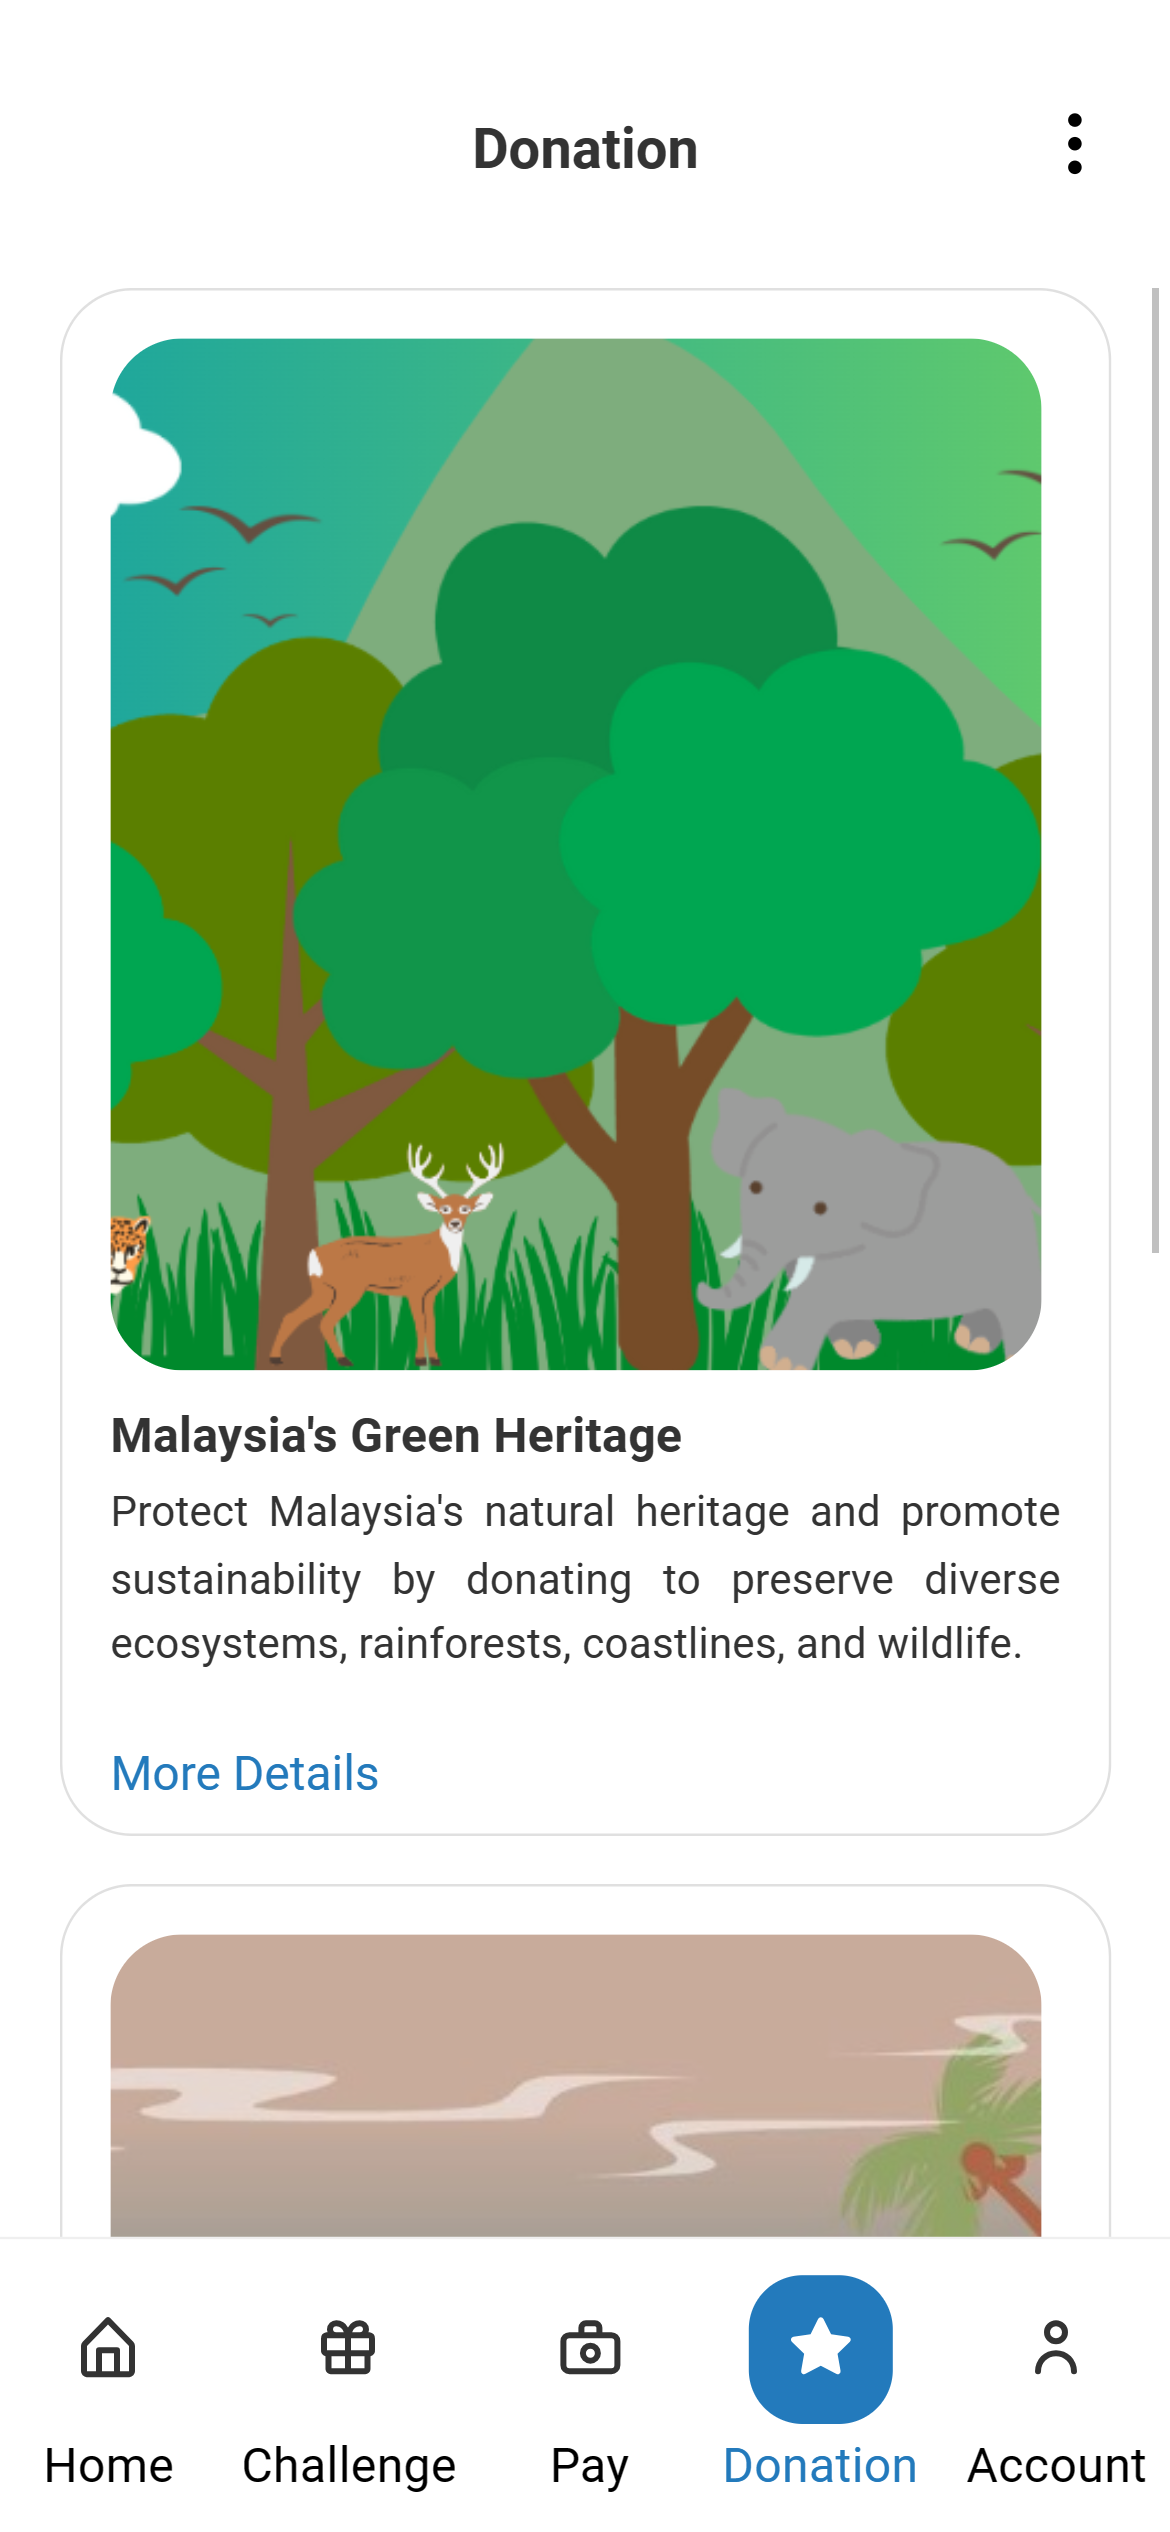 Donation
Malaysia's Green Heritage
Protect Malaysia's natural heritage and promote
sustainability by donating to preserve diverse
ecosystems, rainforests, coastlines, and wildlife.
More Details
Home
Challenge
Pay
Donation
Account